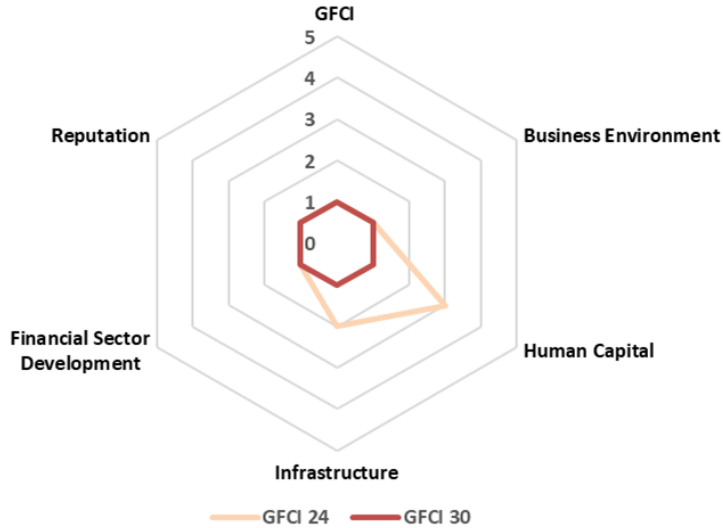 GFCI
5
4
3
2
1
0
Reputation
Business Environment
Financial Sector
Development
Human Capital
Infrastructure
GFCI 24
GFCI 30